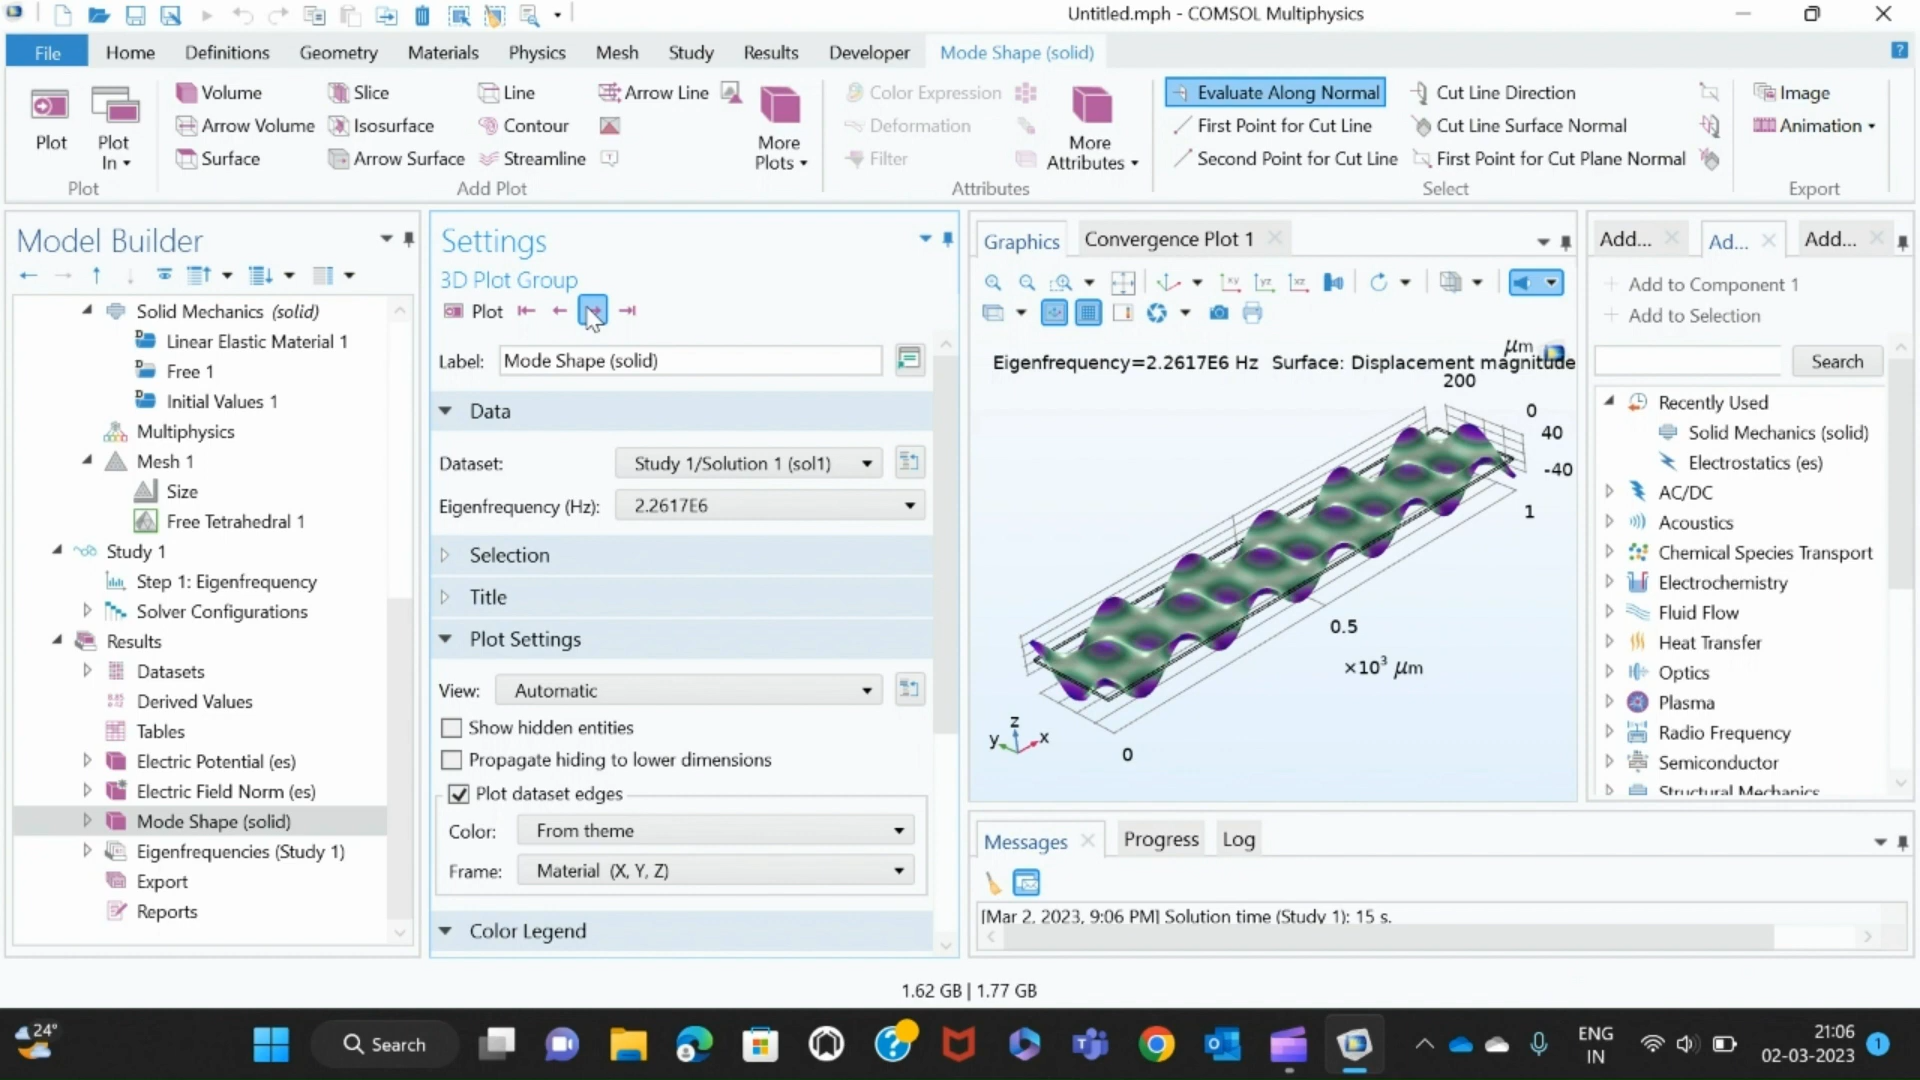 Untitled.mph - COMSOL Multiphysics
File Home Definitions Geometry Materials Physics Mesh Study Results Developer Mode Shape (solid)
Plot
Plot In
Plot
Volume Slice Line Arrow Line
Arrow Volume Isosurface Contour
Surface Arrow Surface Streamline
More Plots
Add Plot
Color Expression
Deformation
Filter
More Attributes
Attributes
Evaluate Along Normal Cut Line Direction
First Point for Cut Line Cut Line Surface Normal
Second Point for Cut Line First Point for Cut Plane Normal
Select
Image
Animation
Export
Model Builder
Solid Mechanics (solid)
Linear Elastic Material 1
Free 1
Initial Values 1
Multiphysics
Mesh 1
Size
Free Tetrahedral 1
Study 1
Step 1: Eigenfrequency
Solver Configurations
Results
Datasets
Derived Values
Tables
Electric Potential (es)
Electric Field Norm (es)
Mode Shape (solid)
Eigenfrequencies (Study 1)
Export
Reports
Settings
3D Plot Group
Plot
Label: Mode Shape (solid)
Data
Dataset: Study 1/Solution 1 (sol1)
Eigenfrequency (Hz): 2.2617E6
Selection
Title
Plot Settings
View: Automatic
Show hidden entities
Propagate hiding to lower dimensions
Plot dataset edges
Color: From theme
Frame: Material (X, Y, Z)
Color Legend
Graphics Convergence Plot 1
xy yz xz
μm
Eigenfrequency=2.2617E6 Hz Surface: Displacement magnitude
200
0
40
-40
1
0.5
×10³ μm
0
z
y x
Messages Progress Log
[Mar 2, 2023, 9:06 PM] Solution time (Study 1): 15 s.
Add... Ad... Add...
Add to Component 1
Add to Selection
Search
Recently Used
Solid Mechanics (solid)
Electrostatics (es)
AC/DC
Acoustics
Chemical Species Transport
Electrochemistry
Fluid Flow
Heat Transfer
Optics
Plasma
Radio Frequency
Semiconductor
Structural Mechanics
1.62 GB | 1.77 GB
24°
Search
ENG
IN
21:06
02-03-2023
1